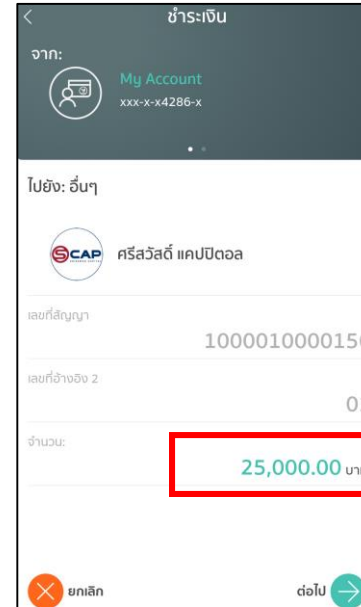 ชำระเงิน
จาก:
My Account
xxx-x-x4286-x
ไปยัง: อื่นๆ
SCAP ศรีสวัสดิ์ แคปปิตอล
เลขที่สัญญา
เลขที่อ้างอิง 2
จำนวน:
25,000.00
ยกเลิก ต่อไป